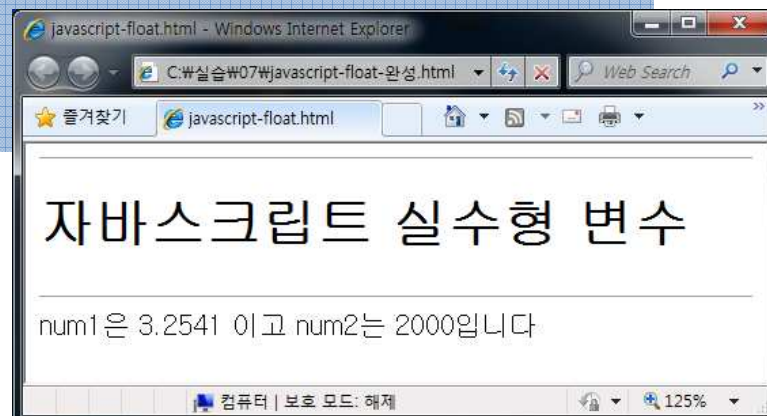 javascript-float.html - Windows Internet Explorer
C:₩실습₩07₩javascript-float-완성.html Web Search
즐겨찾기 javascript-float.html
자바스크립트 실수형 변수
num1은 3.2541 이고 num2는 2000입니다
컴퓨터 | 보호 모드: 해제 125%